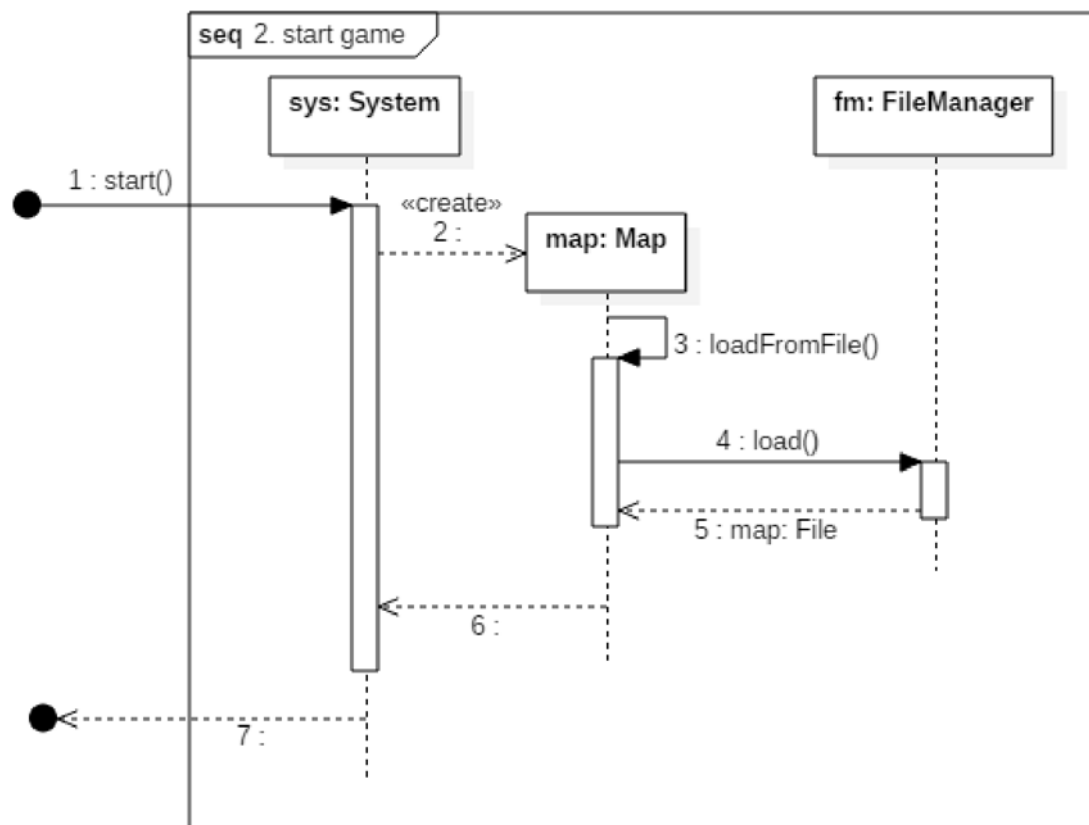 seq 2. start game
sys: System
fm: FileManager
1 : start()
«create»
2 :
map: Map
3 : loadFromFile()
4 : load()
5 : map: File
6 :
7 :